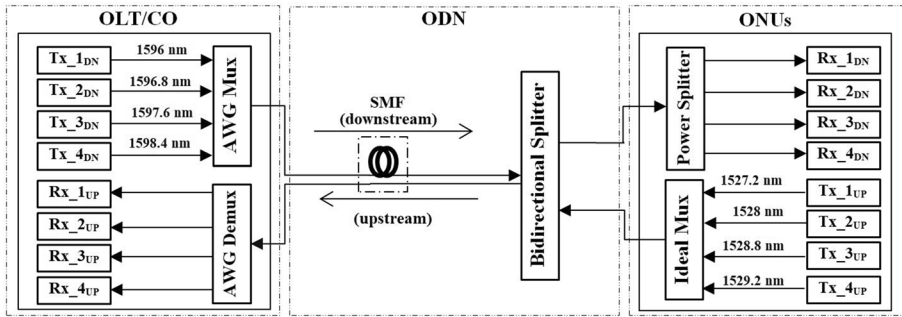 OLT/CO
ODN
ONUs
Tx_1DN
1596 nm
Tx_2DN
1596.8 nm
Tx_3DN
1597.6 nm
Tx_4DN
1598.4 nm
AWG Mux
Rx_1UP
Rx_2UP
Rx_3UP
Rx_4UP
AWG Demux
SMF
(downstream)
(upstream)
Bidirectional Splitter
Power Splitter
Rx_1DN
Rx_2DN
Rx_3DN
Rx_4DN
Ideal Mux
1527.2 nm
Tx_1UP
1528 nm
Tx_2UP
1528.8 nm
Tx_3UP
1529.2 nm
Tx_4UP